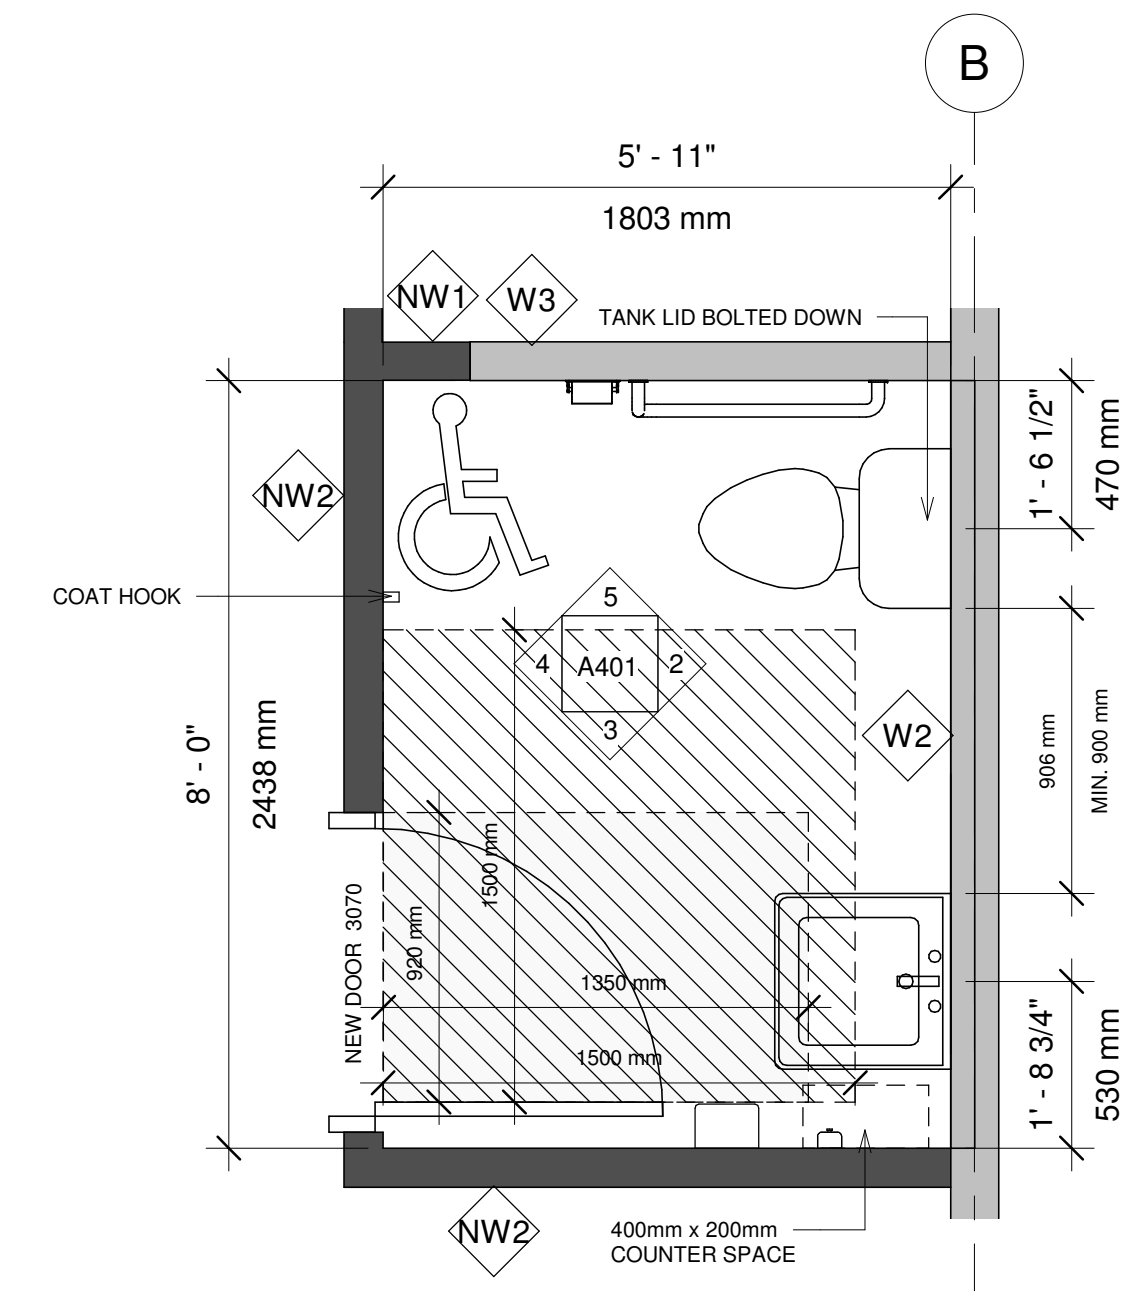 B
5' - 11"
1803 mm
NW1
W3
TANK LID BOLTED DOWN
1' - 6 1/2"
470 mm
NW2
COAT HOOK
5
4
A401
2
3
W2
906 mm
MIN. 900 mm
8' - 0"
2438 mm
1500 mm
920 mm
NEW DOOR 3070
1350 mm
1500 mm
1' - 8 3/4"
530 mm
NW2
400mm x 200mm
COUNTER SPACE